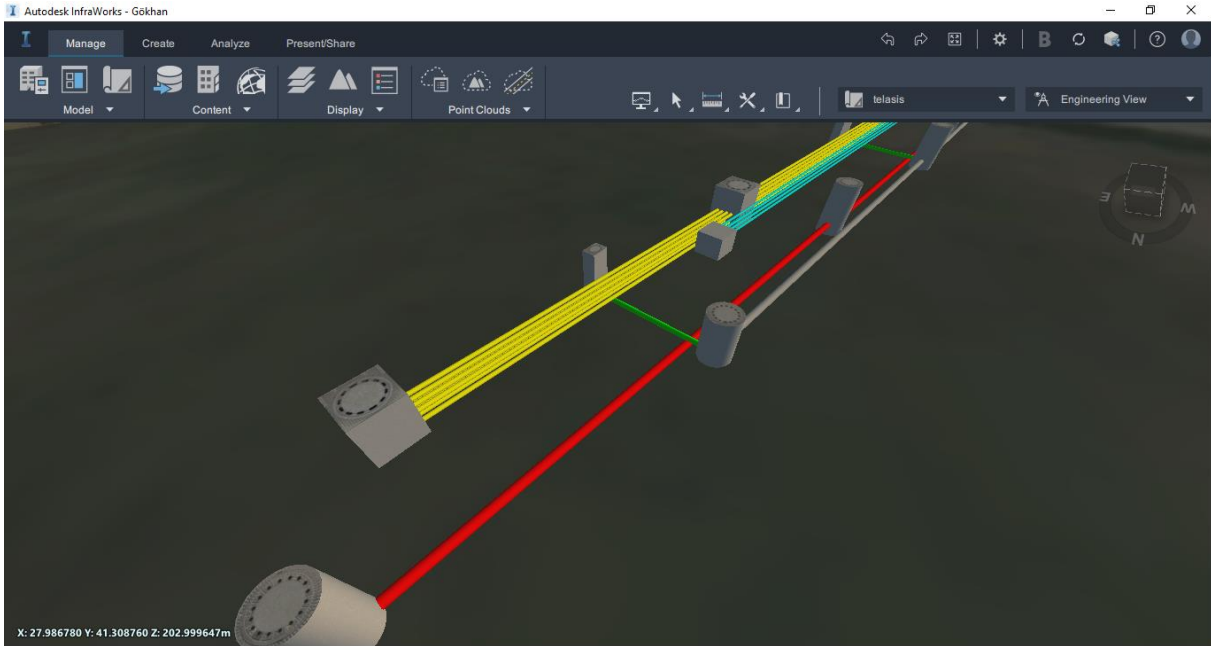 Autodesk InfraWorks - Gökhan
Manage Create Analyze Present/Share
Model Content Display Point Clouds telasis Engineering View
E W
N
X: 27.986780 Y: 41.308760 Z: 202.999647m